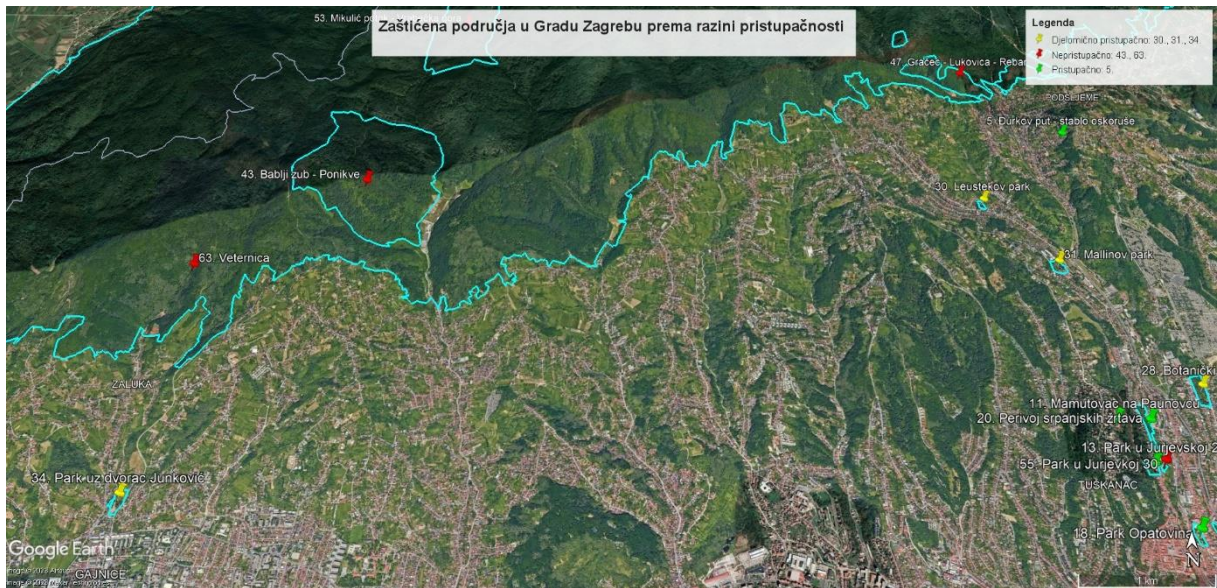 53. Mikulić
Zaštićena područja u Gradu Zagrebu prema razini pristupačnosti
Legenda
Djelomično pristupačno: 30., 31., 34
Nepristupačno: 43., 63.
Pristupačno: 5.
47. Gračec - Lukovica - Rebar
PODSLJEME
5. Đurkov put - stablo oskoruše
43. Bablji zub - Ponikve
30. Leustekov park
63. Veternica
31. Mallinov park
ZALUKA
28. Botanički
11. Mamutovac na Paunovcu
20. Perivoj srpanjskih žrtava
13. Park u Jurjevskoj 2
55. Park u Jurjevkoj 30
TUŠKANAC
34. Park uz dvorac Junković
18. Park Opatovina
N
Google Earth
GAJNICE
1 km